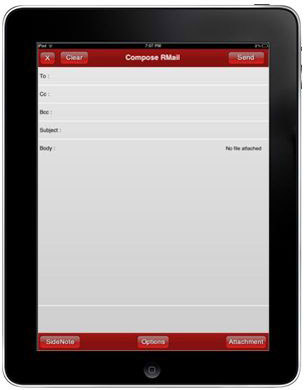 iPad 7:07 PM
X Clear Compose RMail Send
To :
Cc :
Bcc :
Subject :
Body : No file attached
SideNote Options Attachment